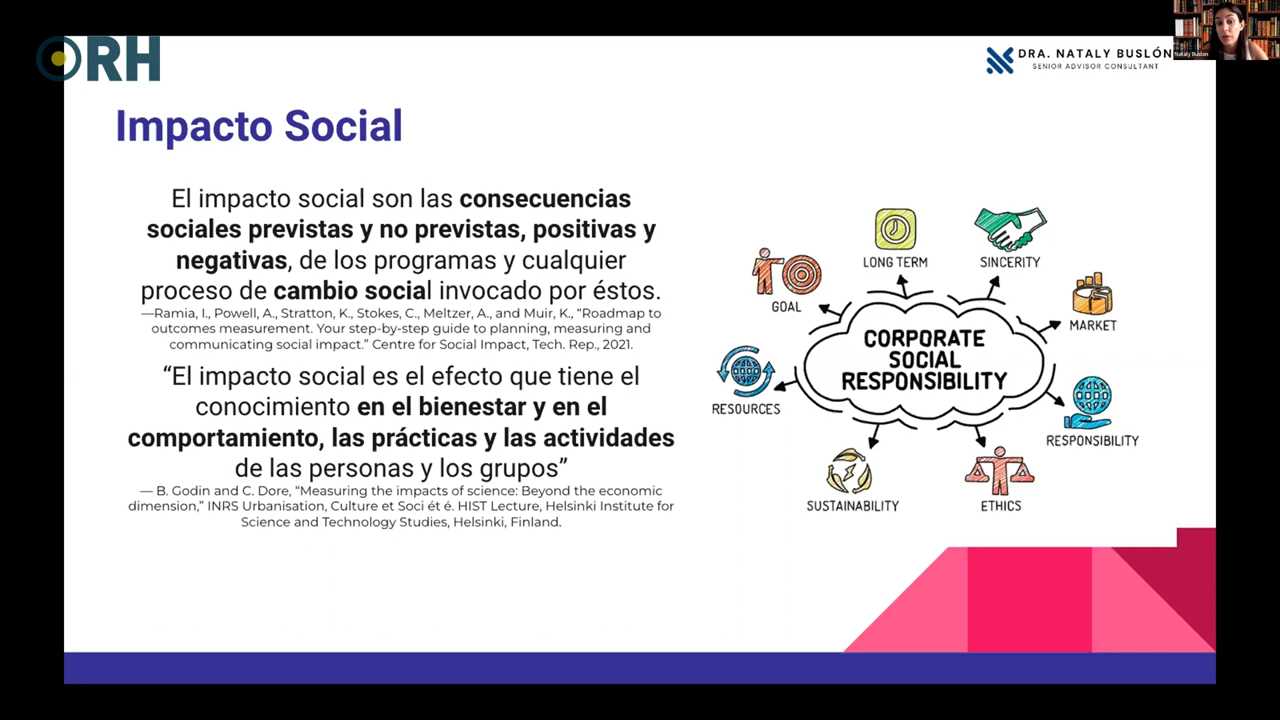 ORH
DRA. NATALY BUSLÓN
SENIOR ADVISOR CONSULTANT
Nataly Buslon
Impacto Social
El impacto social son las consecuencias
sociales previstas y no previstas, positivas y
negativas, de los programas y cualquier
proceso de cambio social invocado por éstos.
—Ramia, I., Powell, A., Stratton, K., Stokes, C., Meltzer, A., and Muir, K., “Roadmap to
outcomes measurement. Your step-by-step guide to planning, measuring and
communicating social impact.” Centre for Social Impact, Tech. Rep., 2021.
“El impacto social es el efecto que tiene el
conocimiento en el bienestar y en el
comportamiento, las prácticas y las actividades
de las personas y los grupos”
— B. Godin and C. Dore, “Measuring the impacts of science: Beyond the economic
dimension,” INRS Urbanisation, Culture et Soci ét é. HIST Lecture, Helsinki Institute for
Science and Technology Studies, Helsinki, Finland.
LONG TERM
SINCERITY
GOAL
MARKET
CORPORATE
SOCIAL
RESPONSIBILITY
RESOURCES
RESPONSIBILITY
SUSTAINABILITY
ETHICS